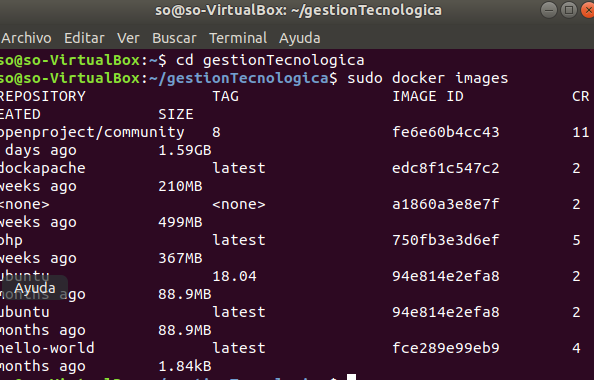 so@so-VirtualBox: ~/gestionTecnologica
Archivo Editar Ver Buscar Terminal Ayuda
so@so-VirtualBox:~$ cd gestionTecnologica
so@so-VirtualBox:~/gestionTecnologica$ sudo docker images
REPOSITORY TAG IMAGE ID CR
EATED SIZE
openproject/community 8 fe6e60b4cc43 11
days ago 1.59GB
dockapache latest edc8f1c547c2 2
weeks ago 210MB
<none> <none> a1860a3e8e7f 2
weeks ago 499MB
php latest 750fb3e3d6ef 5
weeks ago 367MB
ubuntu 18.04 94e814e2efa8 2
Ayuda
months ago 88.9MB
ubuntu latest 94e814e2efa8 2
months ago 88.9MB
hello-world latest fce289e99eb9 4
months ago 1.84kB